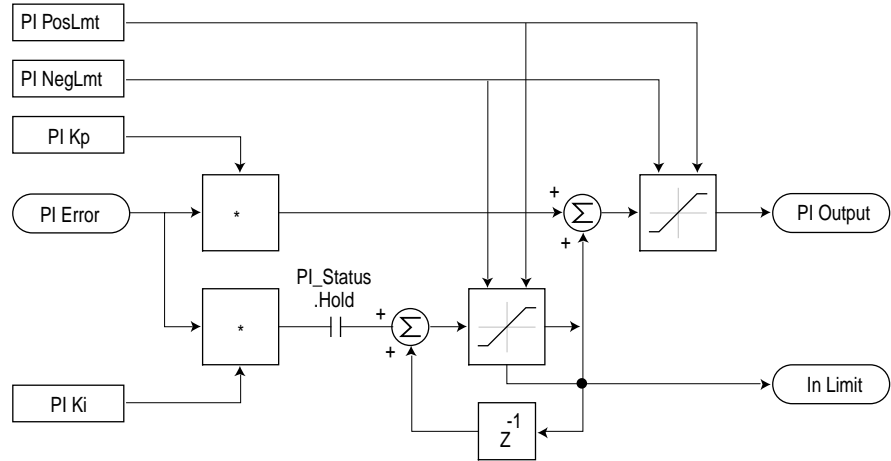 PI PosLmt
PI NegLmt
PI Kp
PI Error
*
+
Σ
+
PI Output
PI_Status
.Hold
*
+
Σ
+
In Limit
PI Ki
Z-1